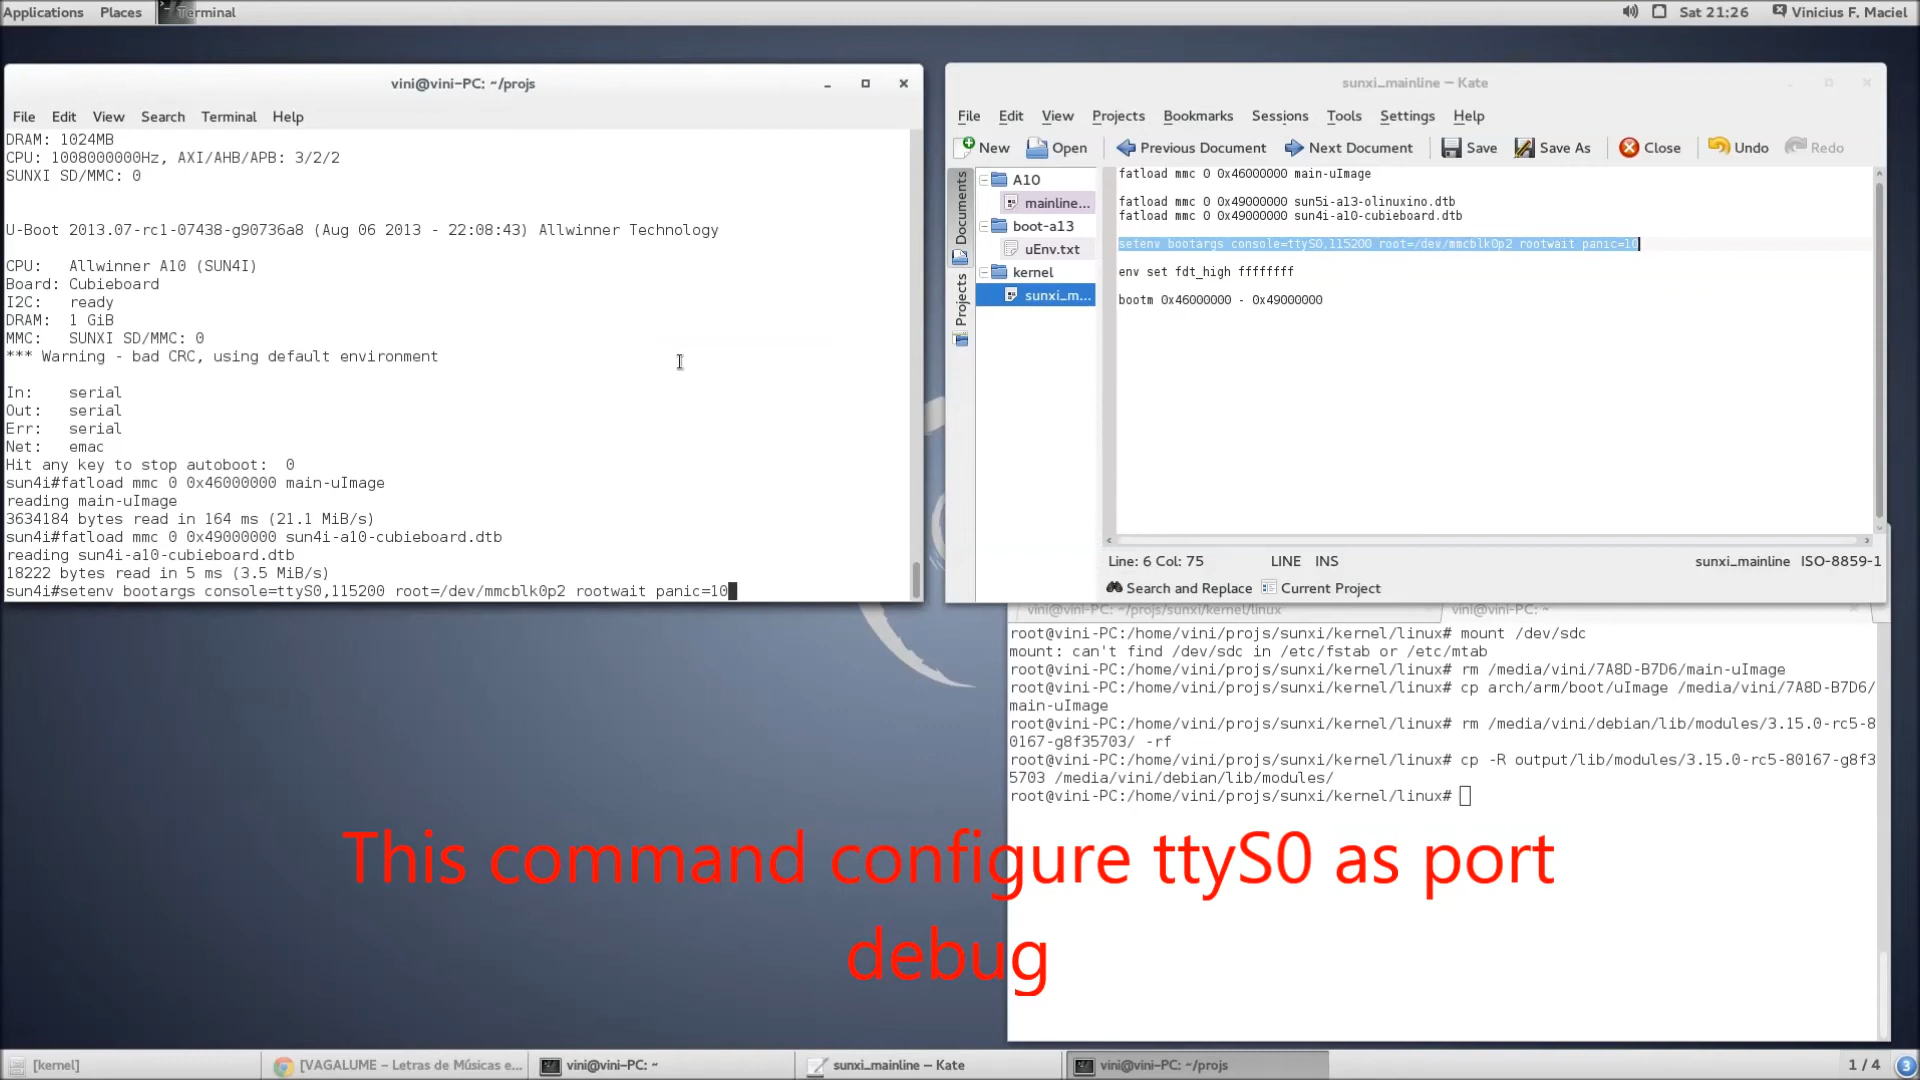 Applications Places Terminal Sat 21:26 Vinicius F. Maciel
vini@vini-PC: ~/projs
File Edit View Search Terminal Help
DRAM: 1024MB
CPU: 1008000000Hz, AXI/AHB/APB: 3/2/2
SUNXI SD/MMC: 0
U-Boot 2013.07-rc1-07438-g90736a8 (Aug 06 2013 - 22:08:43) Allwinner Technology
CPU: Allwinner A10 (SUN4I)
Board: Cubieboard
I2C: ready
DRAM: 1 GiB
MMC: SUNXI SD/MMC: 0
*** Warning - bad CRC, using default environment
In: serial
Out: serial
Err: serial
Net: emac
Hit any key to stop autoboot: 0
sun4i#fatload mmc 0 0x46000000 main-uImage
reading main-uImage
3634184 bytes read in 164 ms (21.1 MiB/s)
sun4i#fatload mmc 0 0x49000000 sun4i-a10-cubieboard.dtb
reading sun4i-a10-cubieboard.dtb
18222 bytes read in 5 ms (3.5 MiB/s)
sun4i#setenv bootargs console=ttyS0,115200 root=/dev/mmcblk0p2 rootwait panic=10
sunxi_mainline — Kate
File Edit View Projects Bookmarks Sessions Tools Settings Help
New Open Previous Document Next Document Save Save As Close Undo Redo
Documents
Projects
A10
mainline...
boot-a13
uEnv.txt
kernel
sunxi_m...
fatload mmc 0 0x46000000 main-uImage
fatload mmc 0 0x49000000 sun5i-a13-olinuxino.dtb
fatload mmc 0 0x49000000 sun4i-a10-cubieboard.dtb
setenv bootargs console=ttyS0,115200 root=/dev/mmcblk0p2 rootwait panic=10
env set fdt_high ffffffff
bootm 0x46000000 - 0x49000000
Line: 6 Col: 75 LINE INS sunxi_mainline ISO-8859-1
Search and Replace Current Project
vini@vini-PC: ~/projs/sunxi/kernel/linux vini@vini-PC: ~
root@vini-PC:/home/vini/projs/sunxi/kernel/linux# mount /dev/sdc
mount: can't find /dev/sdc in /etc/fstab or /etc/mtab
root@vini-PC:/home/vini/projs/sunxi/kernel/linux# rm /media/vini/7A8D-B7D6/main-uImage
root@vini-PC:/home/vini/projs/sunxi/kernel/linux# cp arch/arm/boot/uImage /media/vini/7A8D-B7D6/
main-uImage
root@vini-PC:/home/vini/projs/sunxi/kernel/linux# rm /media/vini/debian/lib/modules/3.15.0-rc5-8
0167-g8f35703/ -rf
root@vini-PC:/home/vini/projs/sunxi/kernel/linux# cp -R output/lib/modules/3.15.0-rc5-80167-g8f3
5703 /media/vini/debian/lib/modules/
root@vini-PC:/home/vini/projs/sunxi/kernel/linux#
This command configure ttyS0 as port
debug
[kernel] [VAGALUME – Letras de Músicas e... vini@vini-PC: ~ sunxi_mainline — Kate vini@vini-PC: ~/projs 1 / 4 3